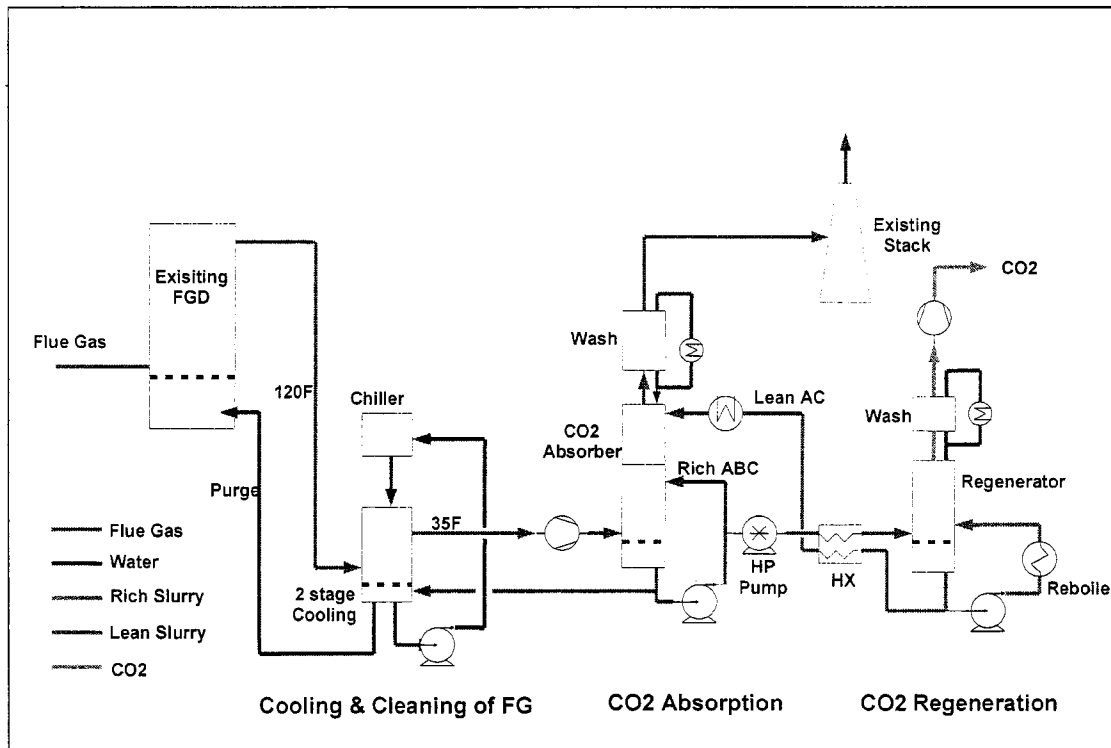 Existing
Stack
CO2
Exisiting
FGD
Flue Gas
120F
Chiller
Wash
Lean AC
CO2
Absorber
Rich ABC
Wash
Regenerator
Purge
35F
2 stage
Cooling
HP
Pump
HX
Reboile
Flue Gas
Water
Rich Slurry
Lean Slurry
CO2
Cooling & Cleaning of FG
CO2 Absorption
CO2 Regeneration